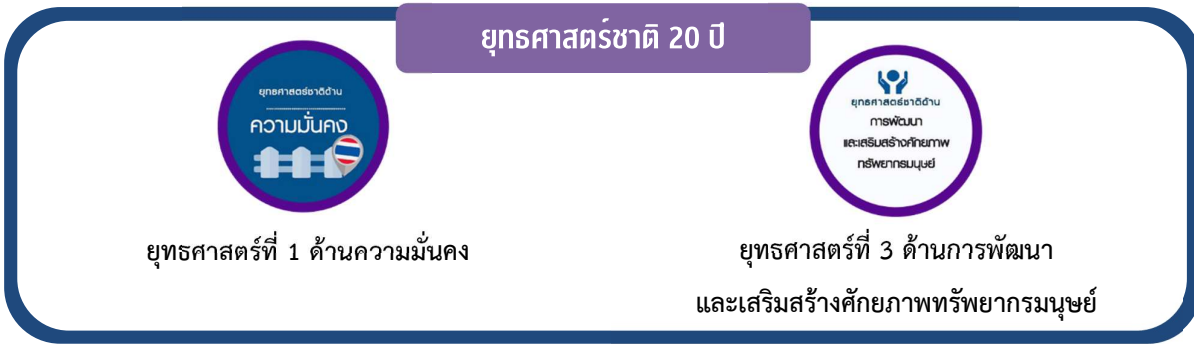 ยุทธศาสตร์ชาติ 20 ปี
ยุทธศาสตร์ชาติด้าน
ความมั่นคง
ยุทธศาสตร์ที่ 1 ด้านความมั่นคง
ยุทธศาสตร์ชาติด้าน
การพัฒนา
และเสริมสร้างศักยภาพ
ทรัพยากรมนุษย์
ยุทธศาสตร์ที่ 3 ด้านการพัฒนา
และเสริมสร้างศักยภาพทรัพยากรมนุษย์